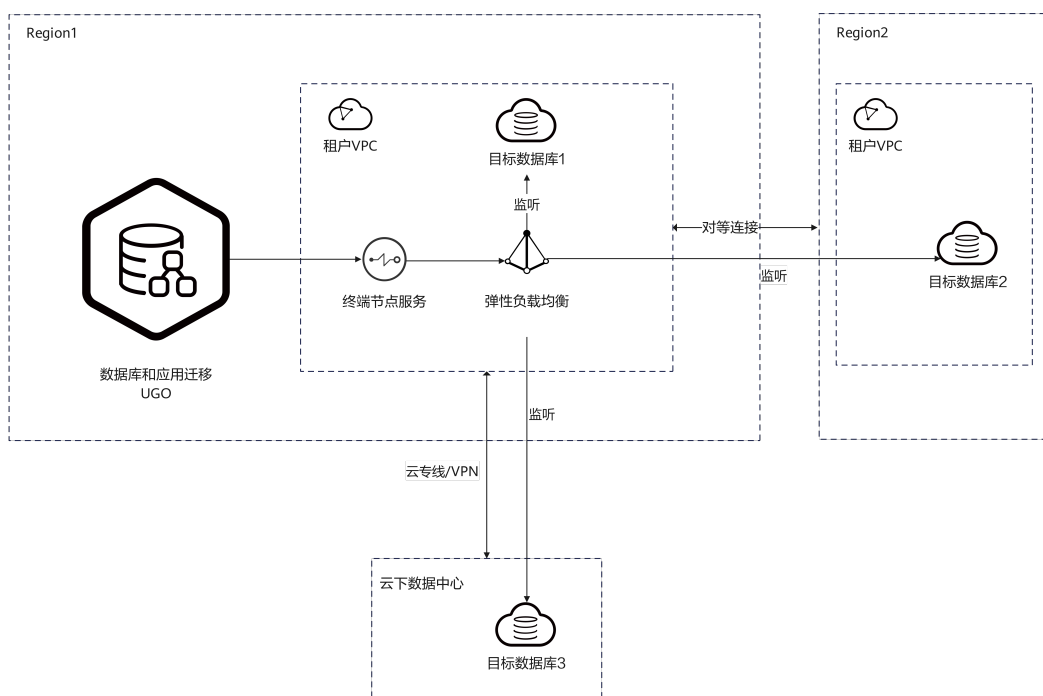 Region1
Region2
租户VPC
目标数据库1
租户VPC
监听
对等连接
监听
目标数据库2
终端节点服务
弹性负载均衡
数据库和应用迁移
UGO
监听
云专线/VPN
云下数据中心
目标数据库3